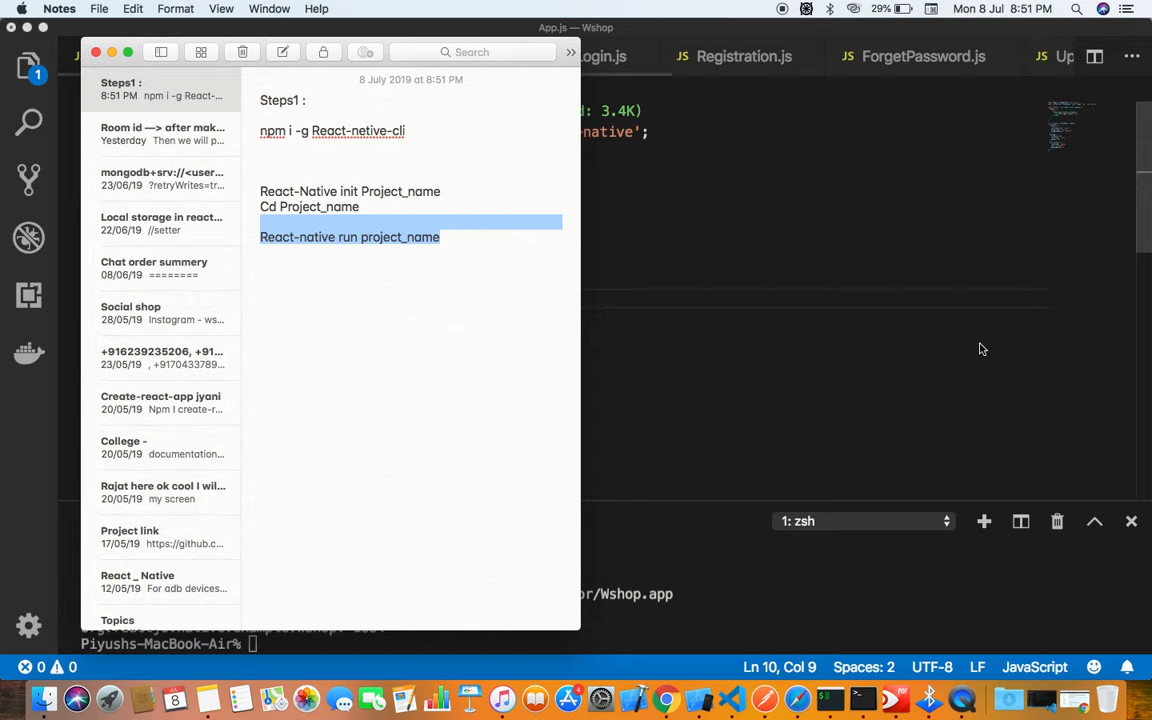 Notes File Edit Format View Window Help
29% Mon 8 Jul 8:51 PM
App.js — Wshop
1
Search
ogin.js
JS Registration.js
JS ForgetPassword.js
JS Up
Steps1 :
8:51 PM npm i -g React-...
Room id —> after mak...
Yesterday Then we will p...
mongodb+srv://<user...
23/06/19 ?retryWrites=tr...
Local storage in react...
22/06/19 //setter
Chat order summery
08/06/19 ========
Social shop
28/05/19 Instagram - ws...
+916239235206, +91...
23/05/19 , +9170433789...
Create-react-app jyani
20/05/19 Npm I create-r...
College -
20/05/19 documentation...
Rajat here ok cool I wil...
20/05/19 my screen
Project link
17/05/19 https://github.c...
React _ Native
12/05/19 For adb devices...
Topics
8 July 2019 at 8:51 PM
Steps1 :
npm i -g React-netive-cli
React-Native init Project_name
Cd Project_name
React-native run project_name
d: 3.4K)
-native';
1: zsh
or/Wshop.app
Piyushs-MacBook-Air%
0 0
Ln 10, Col 9 Spaces: 2 UTF-8 LF JavaScript